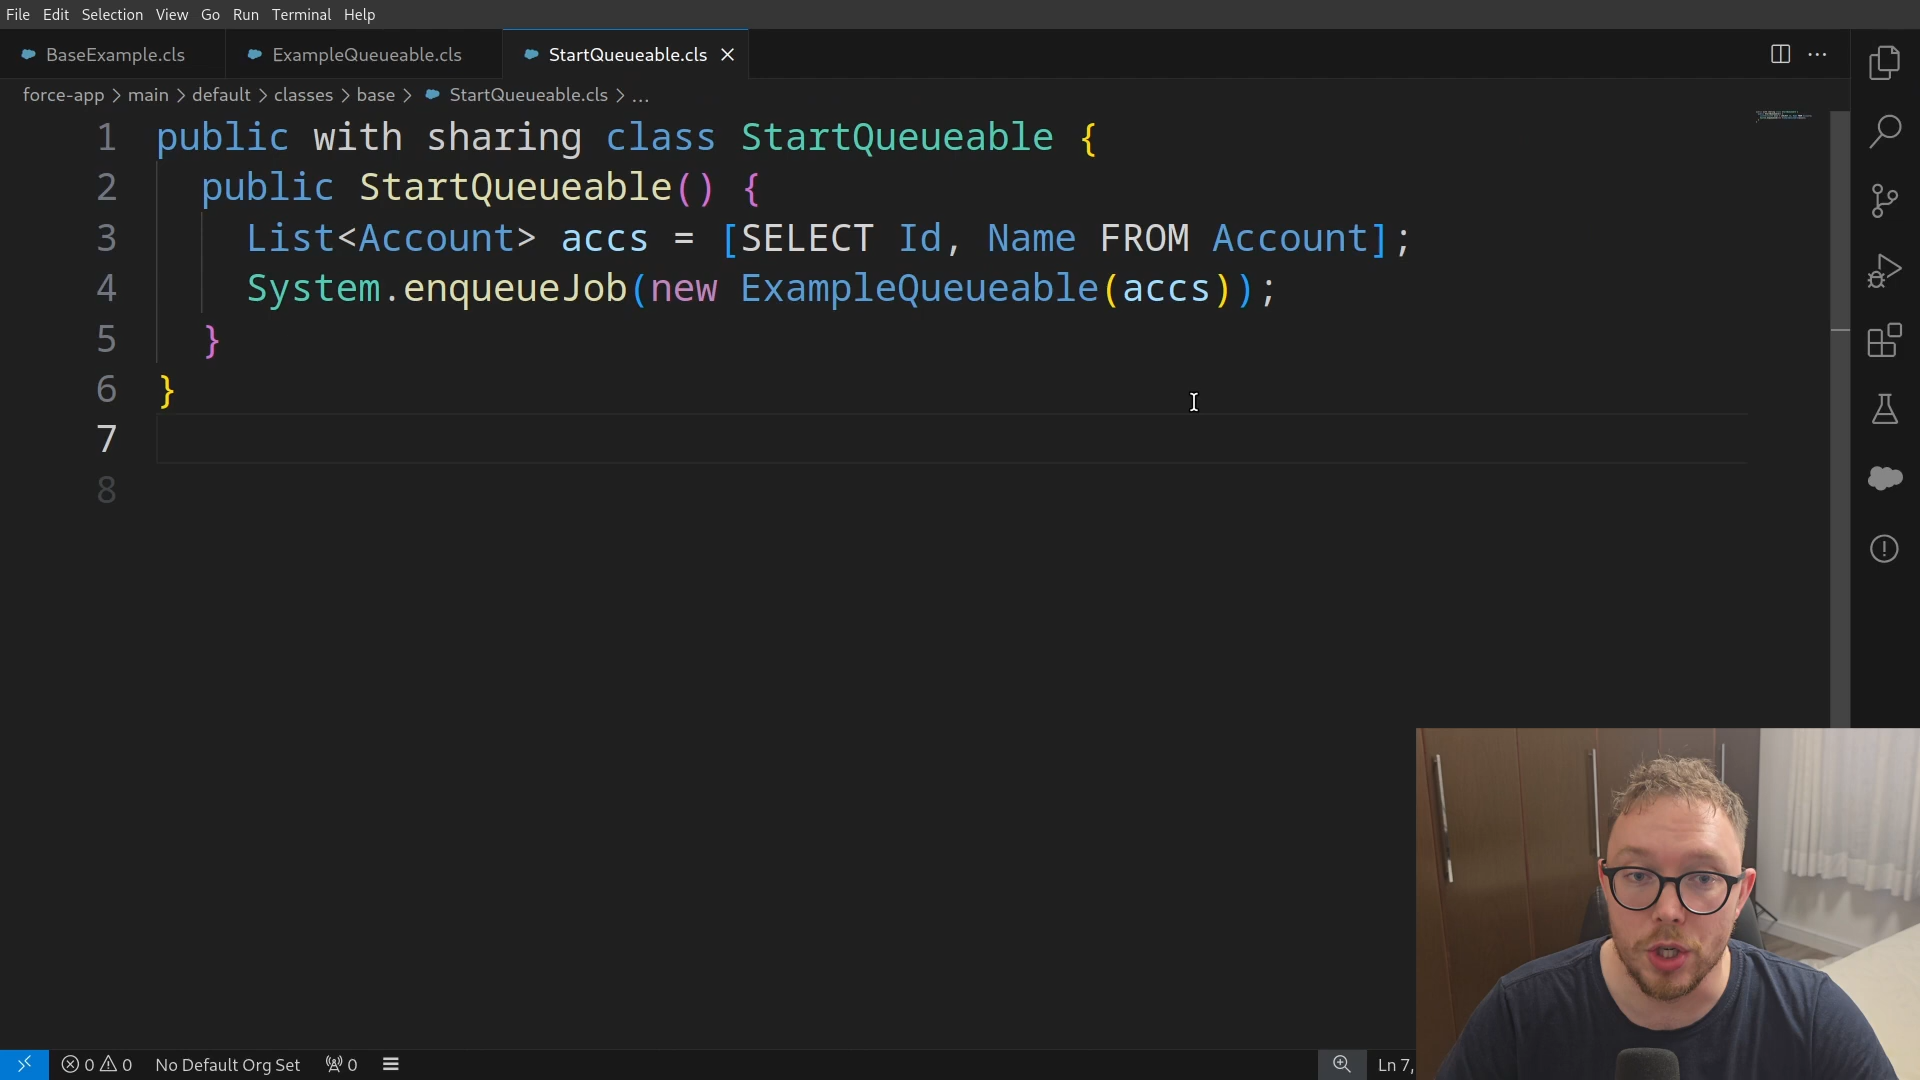 File Edit Selection View Go Run Terminal Help
BaseExample.cls ExampleQueueable.cls StartQueueable.cls
force-app > main > default > classes > base > StartQueueable.cls > ...
1 public with sharing class StartQueueable {
2 public StartQueueable() {
3 List<Account> accs = [SELECT Id, Name FROM Account];
4 System.enqueueJob(new ExampleQueueable(accs));
5 }
6 }
7
8
0 0 No Default Org Set 0 Ln 7,